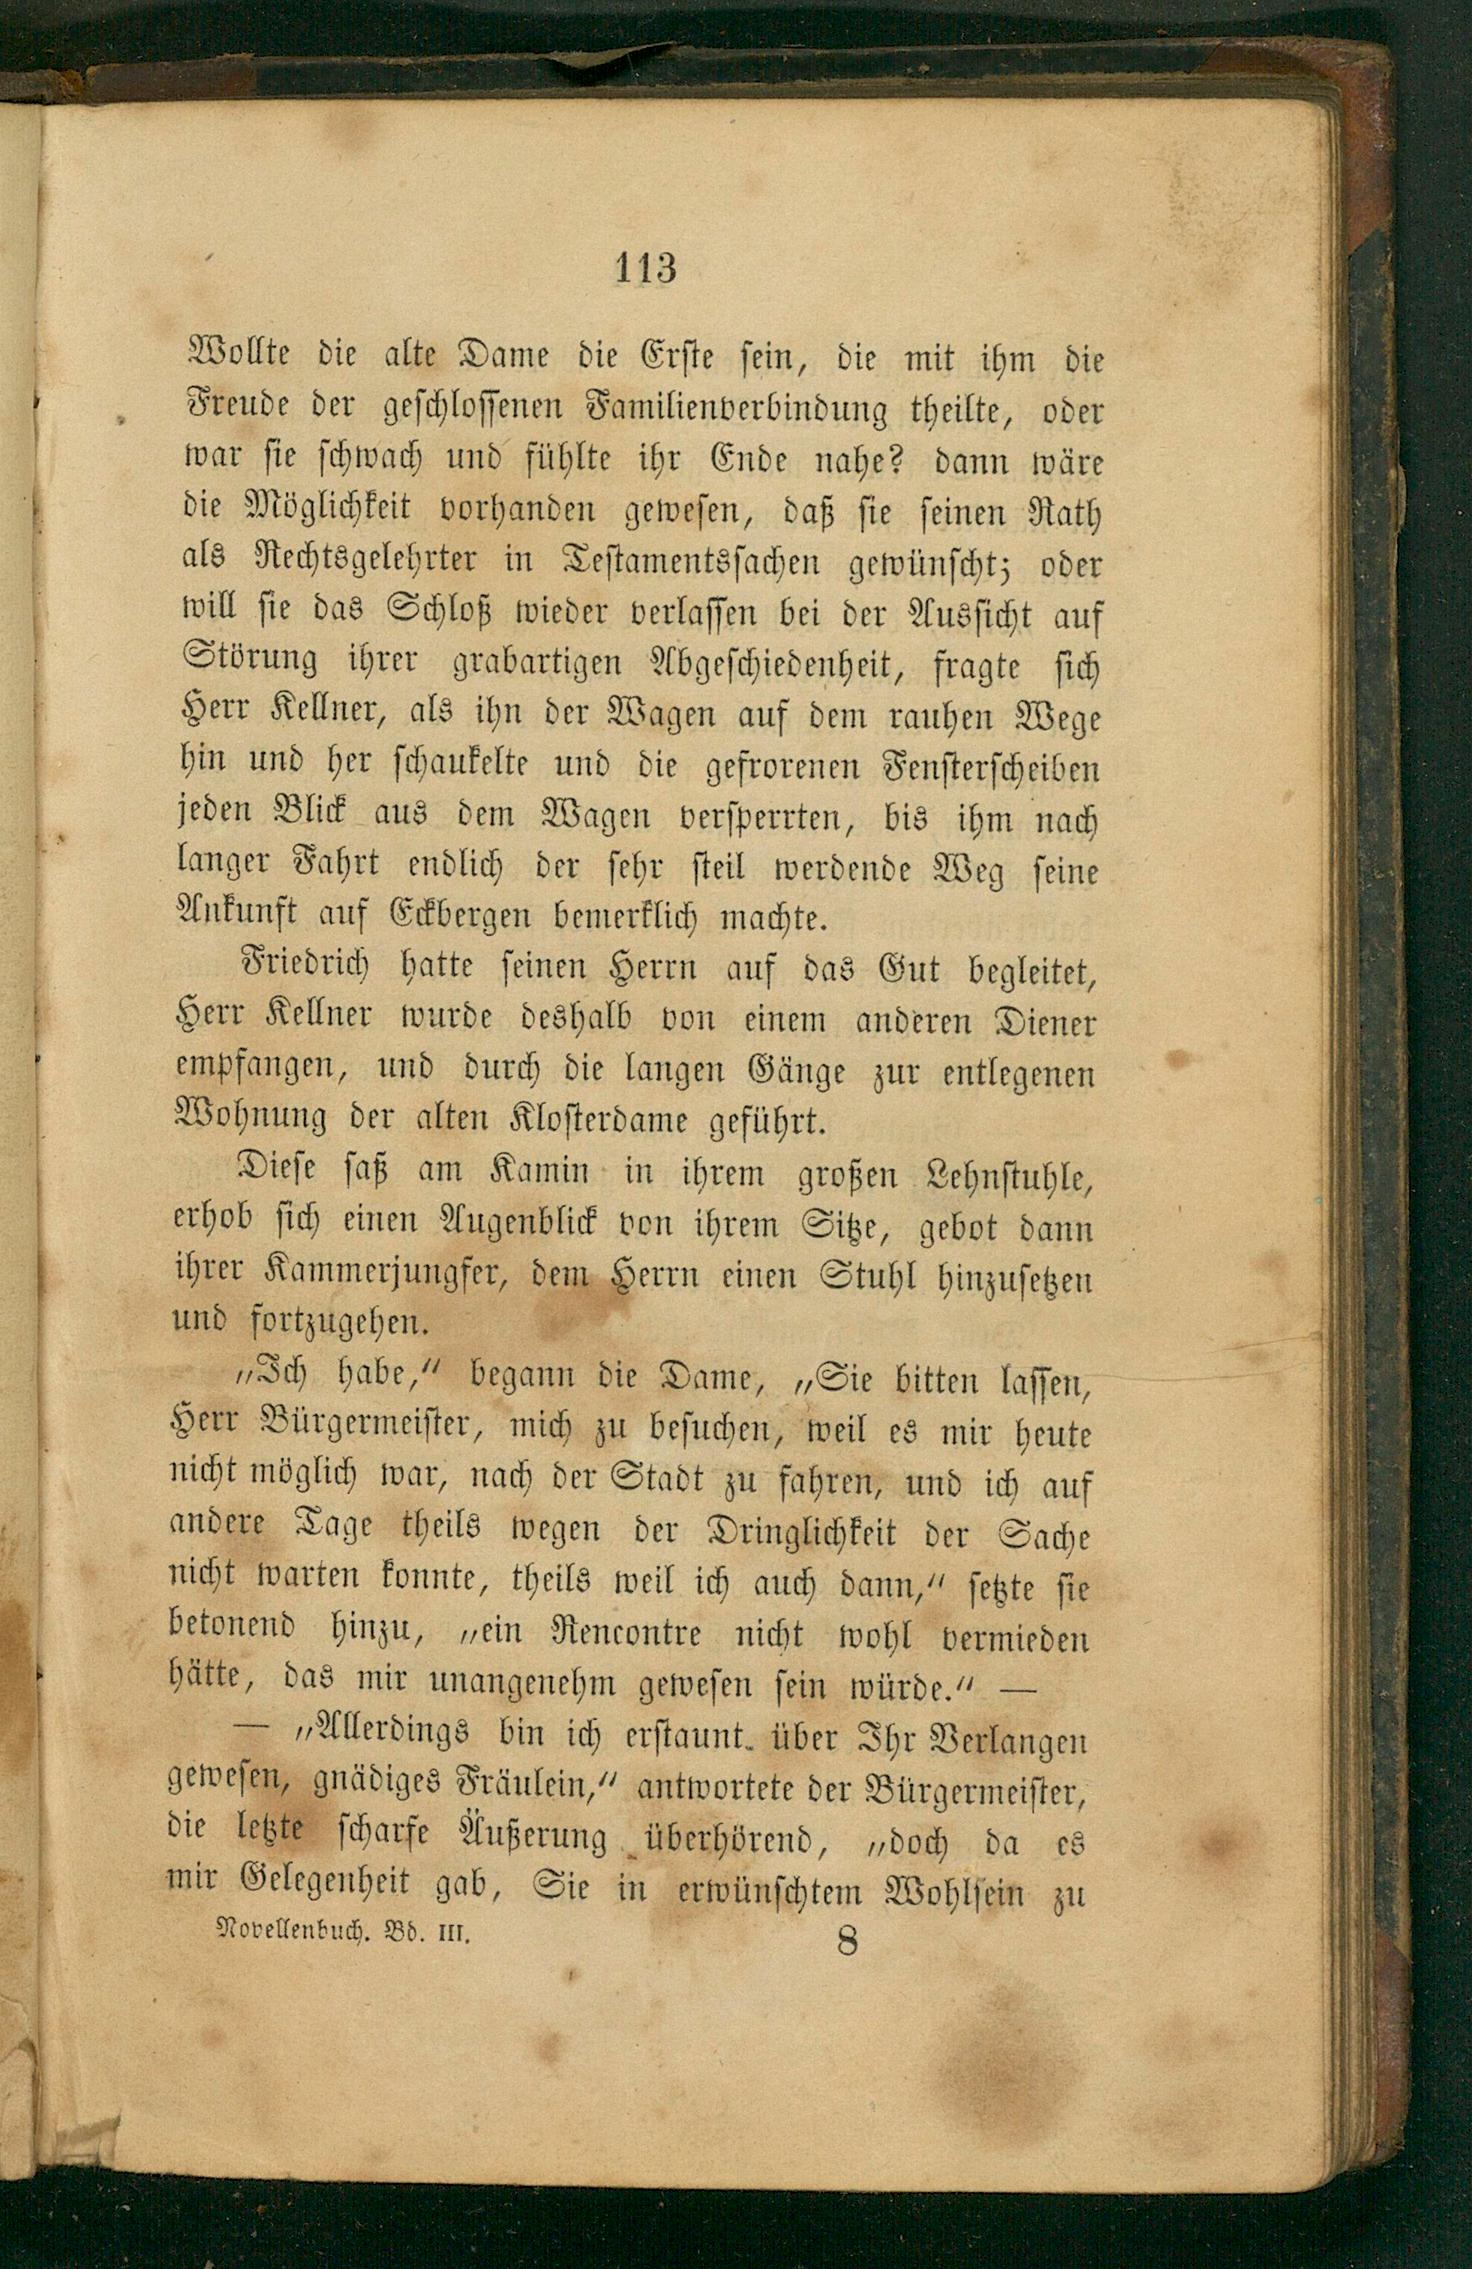 113
Wollte die alte Dame die Erste sein, die mit ihm die
Freude der geschlossenen Familienverbindung theilte, oder
war sie schwach und fühlte ihr Ende nahe? dann wäre
die Möglichkeit vorhanden gewesen, daß sie seinen Rath
als Rechtsgelehrter in Testamentssachen gewünscht; oder
will sie das Schloß wieder verlassen bei der Aussicht auf
Störung ihrer grabartigen Abgeschiedenheit, fragte sich
Herr Kellner, als ihn der Wagen auf dem rauhen Wege
hin und her schaukelte und die gefrorenen Fensterscheiben
jeden Blick aus dem Wagen versperrten, bis ihm nach
langer Fahrt endlich der sehr steil werdende Weg seine
Ankunft auf Eckbergen bemerklich machte.
Friedrich hatte seinen Herrn auf das Gut begleitet,
Herr Kellner wurde deshalb von einem anderen Diener
empfangen, und durch die langen Gänge zur entlegenen
Wohnung der alten Klosterdame geführt.
Diese saß am Kamin in ihrem großen Lehnstuhle,
erhob sich einen Augenblick von ihrem Sitze, gebot dann
ihrer Kammerjungfer, dem Herrn einen Stuhl hinzusetzen
und fortzugehen.
„Ich habe,“ begann die Dame, „Sie bitten lassen,
Herr Bürgermeister, mich zu besuchen, weil es mir heute
nicht möglich war, nach der Stadt zu fahren, und ich auf
andere Tage theils wegen der Dringlichkeit der Sache
nicht warten konnte, theils weil ich auch dann,“ setzte sie
betonend hinzu, „ein Rencontre nicht wohl vermieden
hätte, das mir unangenehm gewesen sein würde.“ —
— „Allerdings bin ich erstaunt über Ihr Verlangen
gewesen, gnädiges Fräulein,“ antwortete der Bürgermeister,
die letzte scharfe Äußerung überhörend, „doch da es
mir Gelegenheit gab, Sie in erwünschtem Wohlsein zu
Novellenbuch. Bd. III. 8